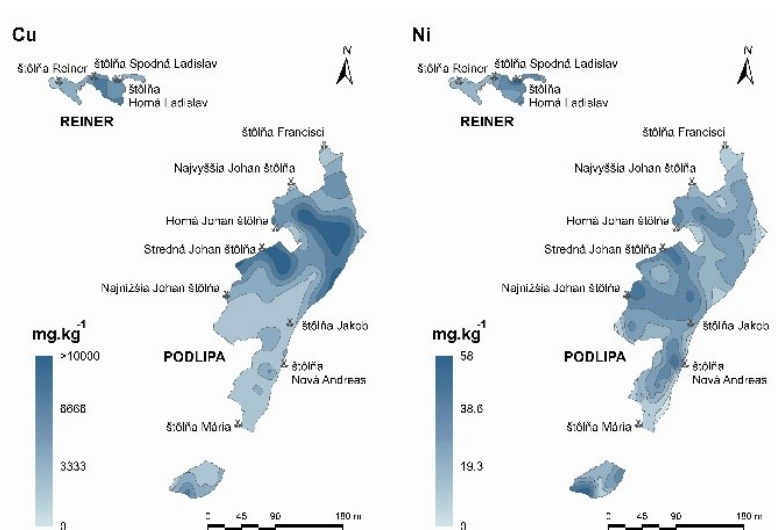 Cu
štôlňa Reiner
štôlňa Spodná Ladislav
štôlňa
Horná Ladislav
REINER
N
štôlňa Francisci
Najvyššia Johan štôlňa
Horná Johan štôlňa
Stredná Johan štôlňa
Najnižšia Johan štôlňa
štôlňa Jakob
štôlňa
Nová Andreas
PODLIPA
štôlňa Mária
mg.kg-1
>10000
6666
3333
0
0 45 90 180 m
Ni
štôlňa Reiner
štôlňa Spodná Ladislav
štôlňa
Horná Ladislav
REINER
N
štôlňa Francisci
Najvyššia Johan štôlňa
Horná Johan štôlňa
Stredná Johan štôlňa
Najnižšia Johan štôlňa
štôlňa Jakob
štôlňa
Nová Andreas
PODLIPA
štôlňa Mária
mg.kg-1
58
38.6
19.3
0
0 45 90 180 m